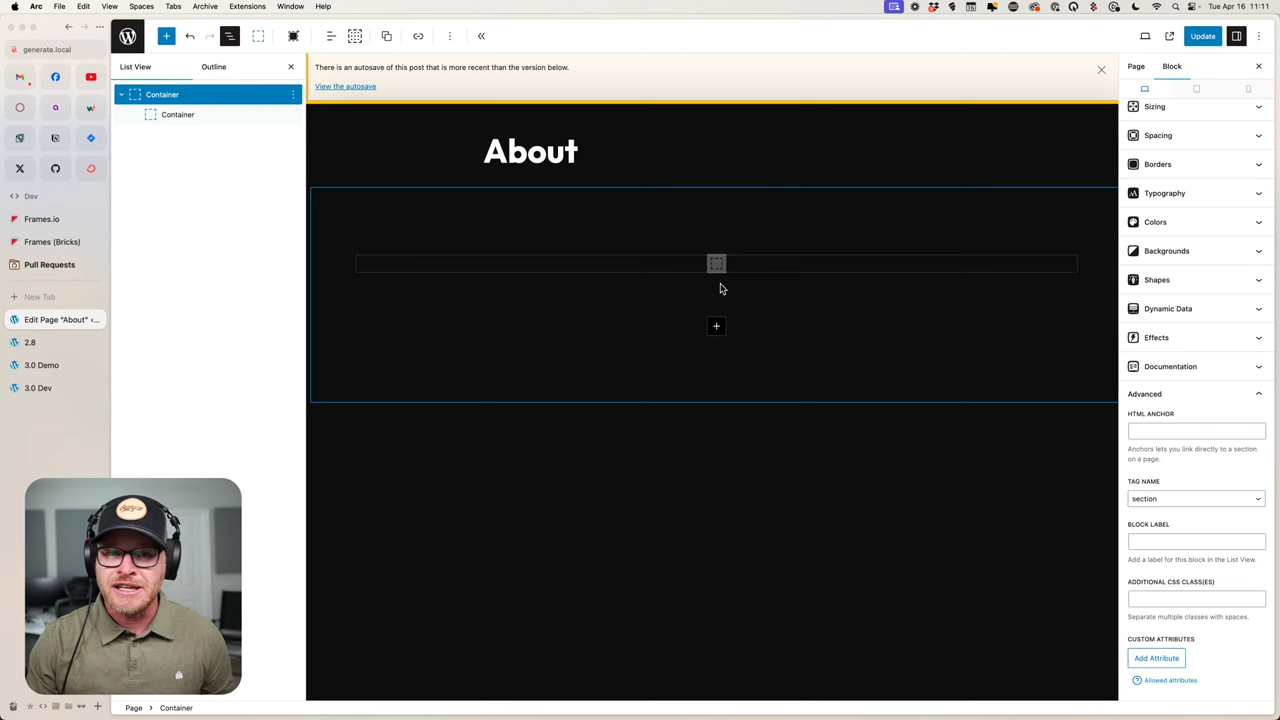 Arc File Edit View Spaces Tabs Archive Extensions Window Help
Tue Apr 16 11:11
generate.local
Update
List View Outline
Page Block
There is an autosave of this post that is more recent than the version below.
View the autosave
Container
Container
About
Dev
Frames.io
Frames (Bricks)
Pull Requests
New Tab
Edit Page “About” ‹...
2.8
3.0 Demo
3.0 Dev
Sizing
Spacing
Borders
Typography
Colors
Backgrounds
Shapes
Dynamic Data
Effects
Documentation
Advanced
HTML ANCHOR
Anchors lets you link directly to a section
on a page.
TAG NAME
section
BLOCK LABEL
Add a label for this block in the List View.
ADDITIONAL CSS CLASS(ES)
Separate multiple classes with spaces.
CUSTOM ATTRIBUTES
Add Attribute
Allowed attributes
Page › Container